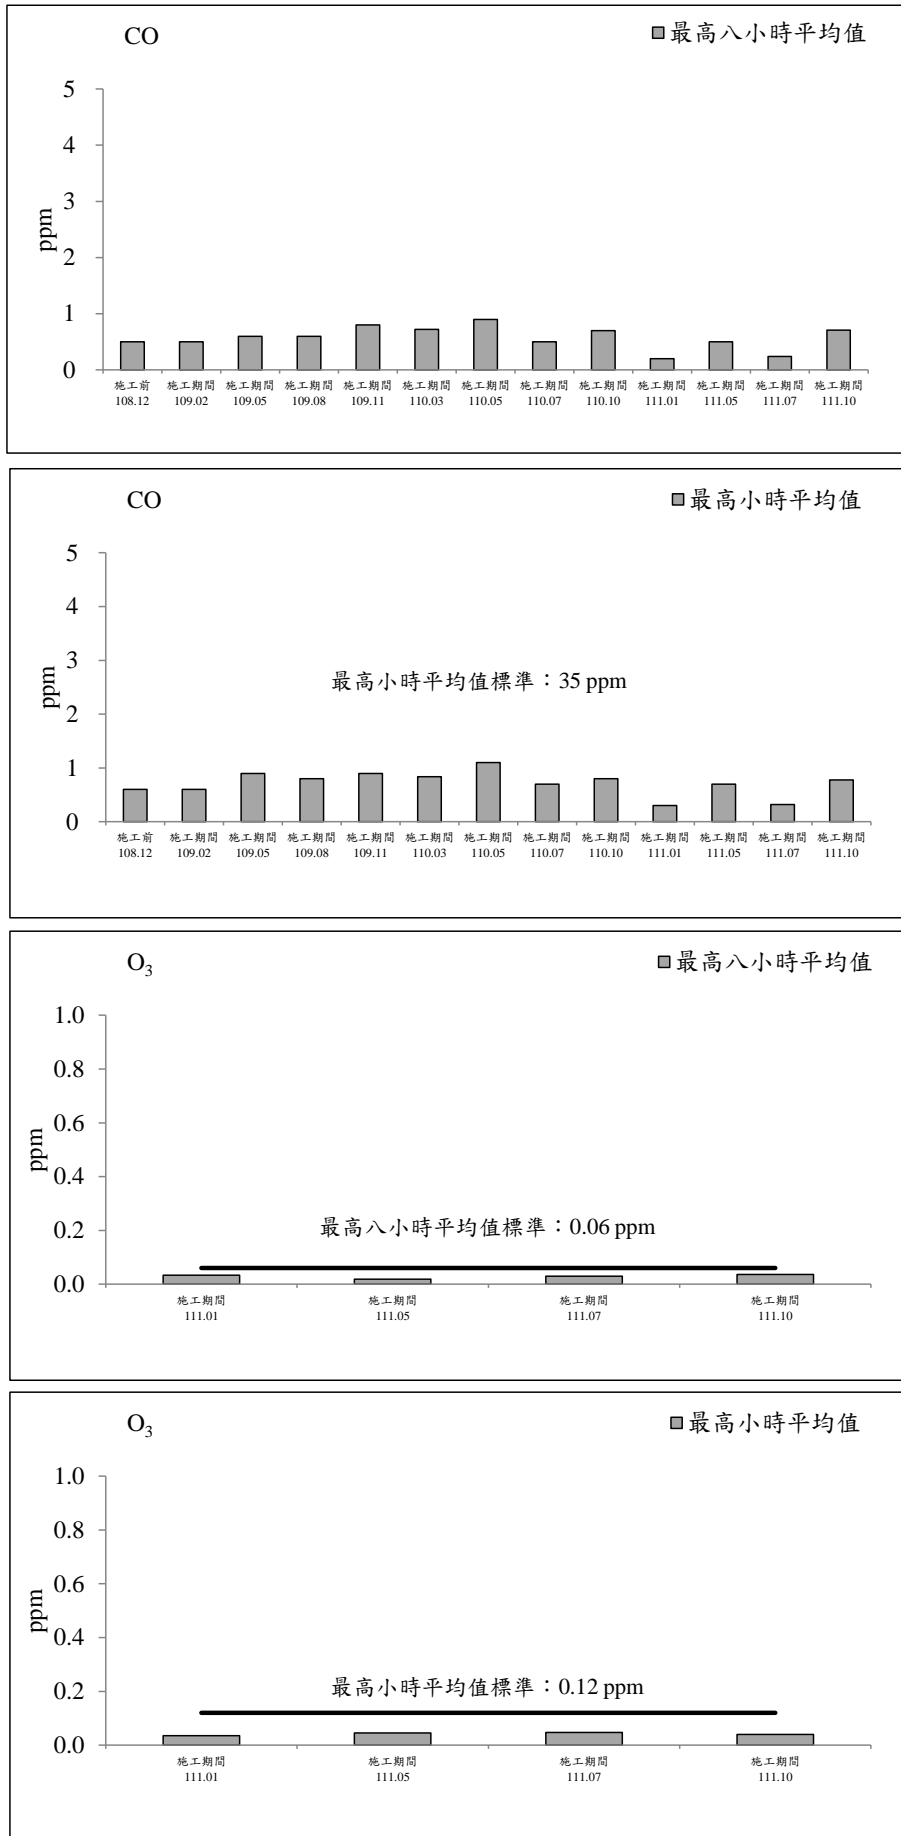 CO
■最高八小時平均值
5
4
3
2
1
0
ppm
施工前 施工期間 施工期間 施工期間 施工期間 施工期間 施工期間 施工期間 施工期間 施工期間 施工期間 施工期間 施工期間
108.12 109.02 109.05 109.08 109.11 110.03 110.05 110.07 110.10 111.01 111.05 111.07 111.10
CO
■最高小時平均值
5
4
3
2
1
0
ppm
最高小時平均值標準：35 ppm
施工前 施工期間 施工期間 施工期間 施工期間 施工期間 施工期間 施工期間 施工期間 施工期間 施工期間 施工期間 施工期間
108.12 109.02 109.05 109.08 109.11 110.03 110.05 110.07 110.10 111.01 111.05 111.07 111.10
O₃
■最高八小時平均值
1.0
0.8
0.6
0.4
0.2
0.0
ppm
最高八小時平均值標準：0.06 ppm
施工期間 施工期間 施工期間 施工期間
111.01 111.05 111.07 111.10
O₃
■最高小時平均值
1.0
0.8
0.6
0.4
0.2
0.0
ppm
最高小時平均值標準：0.12 ppm
施工期間 施工期間 施工期間 施工期間
111.01 111.05 111.07 111.10